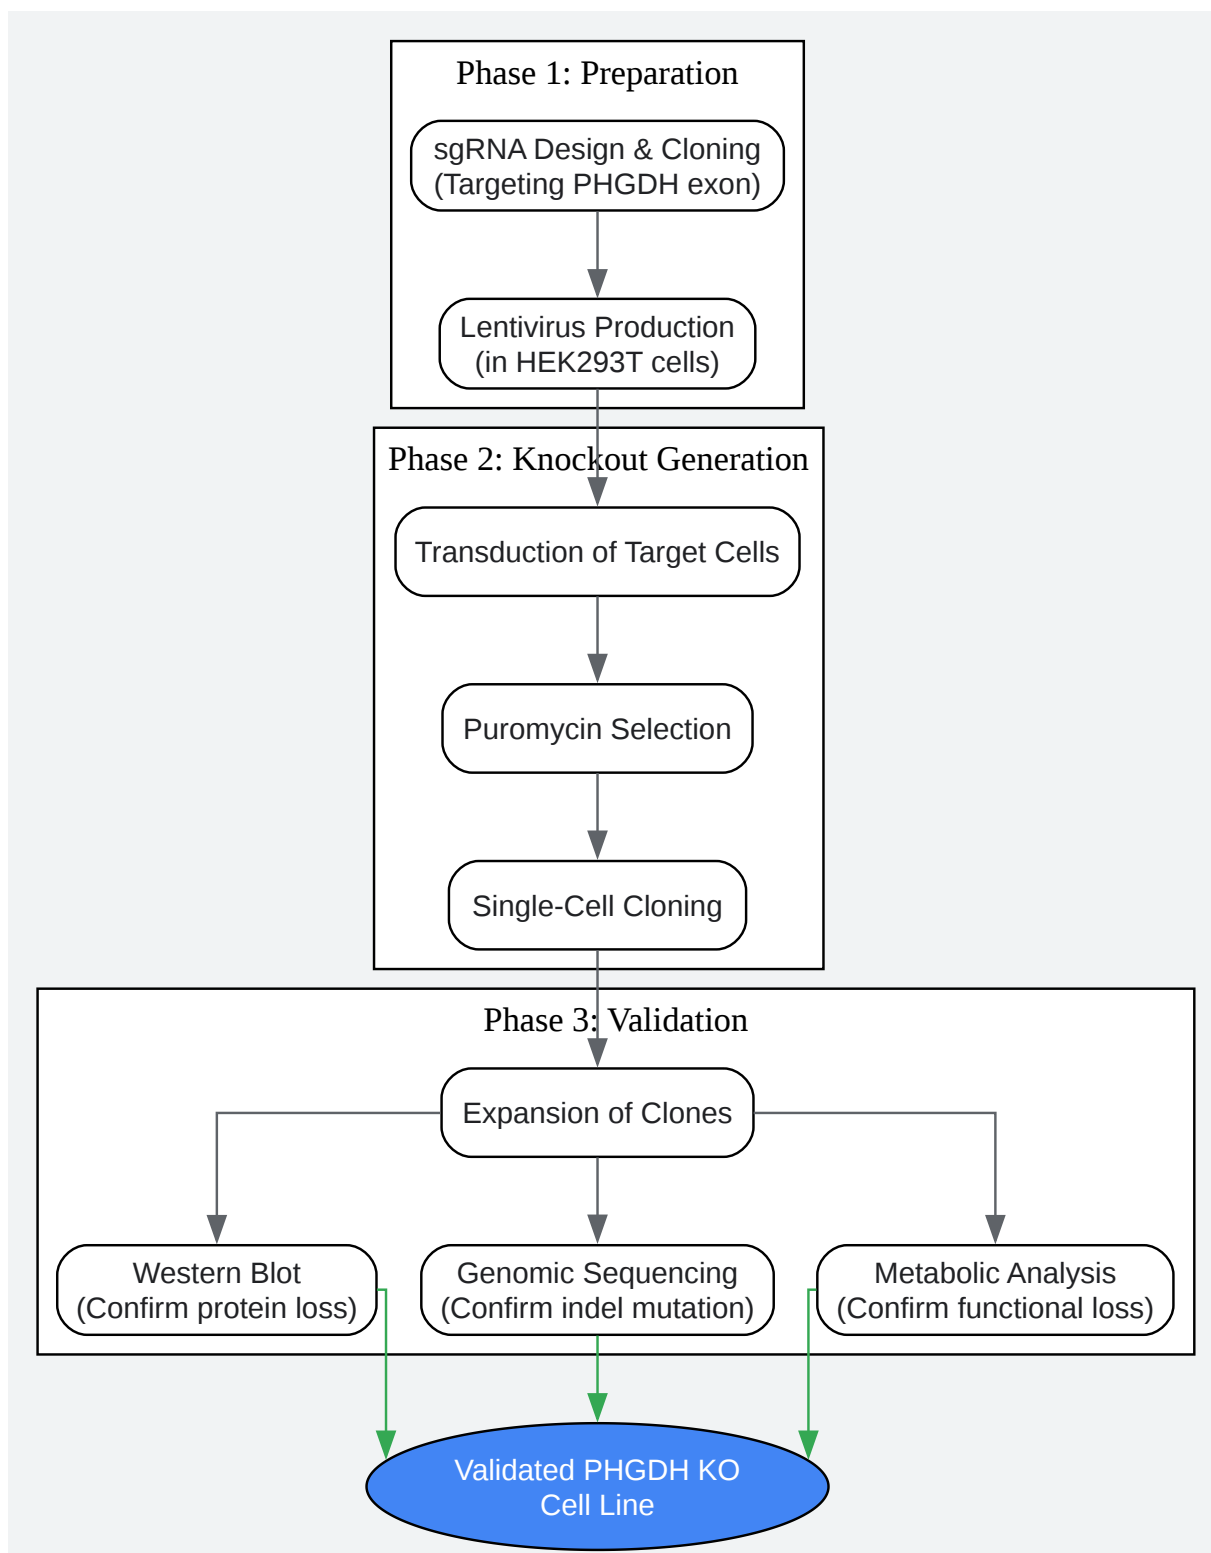 Phase 1: Preparation
sgRNA Design & Cloning
(Targeting PHGDH exon)
Lentivirus Production
(in HEK293T cells)
Phase 2: Knockout Generation
Transduction of Target Cells
Puromycin Selection
Single-Cell Cloning
Phase 3: Validation
Expansion of Clones
Western Blot
(Confirm protein loss)
Genomic Sequencing
(Confirm indel mutation)
Metabolic Analysis
(Confirm functional loss)
Validated PHGDH KO
Cell Line